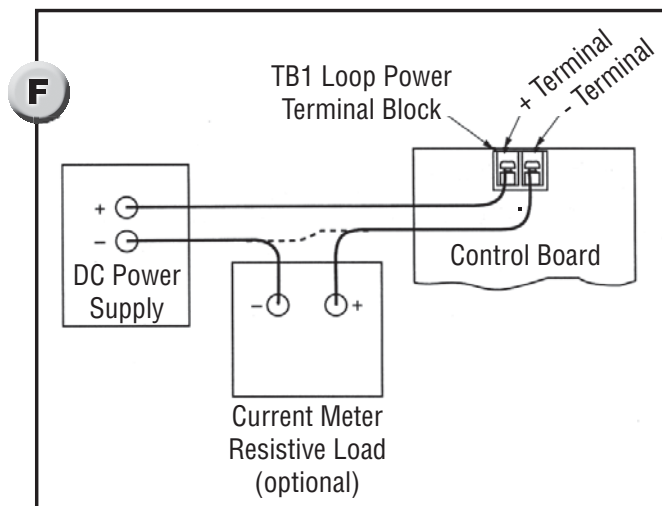 F
TB1 Loop Power
Terminal Block
+ Terminal
- Terminal
+
−
DC Power
Supply
Control Board
− +
Current Meter
Resistive Load
(optional)